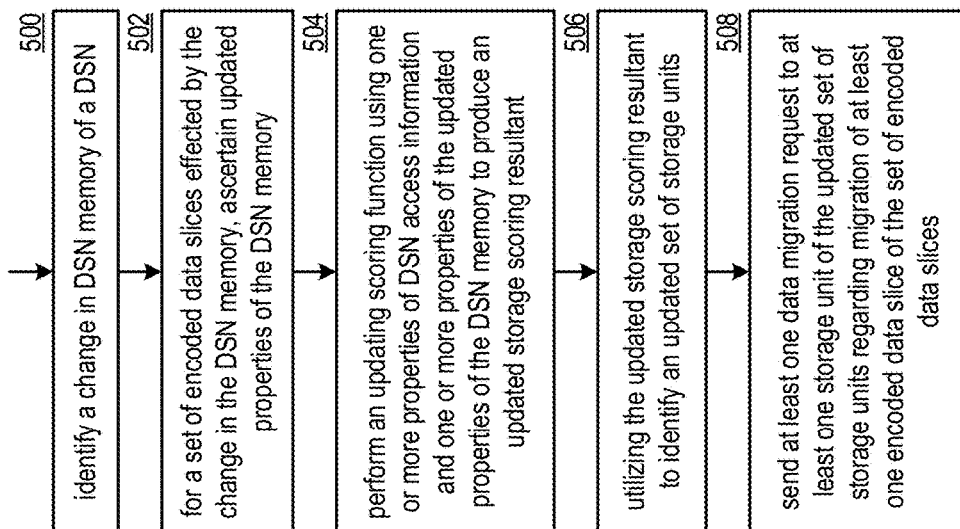 500
identify a change in DSN memory of a DSN
502
for a set of encoded data slices effected by the
change in the DSN memory, ascertain updated
properties of the DSN memory
504
perform an updating scoring function using one
or more properties of DSN access information
and one or more properties of the updated
properties of the DSN memory to produce an
updated storage scoring resultant
506
utilizing the updated storage scoring resultant
to identify an updated set of storage units
508
send at least one data migration request to at
least one storage unit of the updated set of
storage units regarding migration of at least
one encoded data slice of the set of encoded
data slices